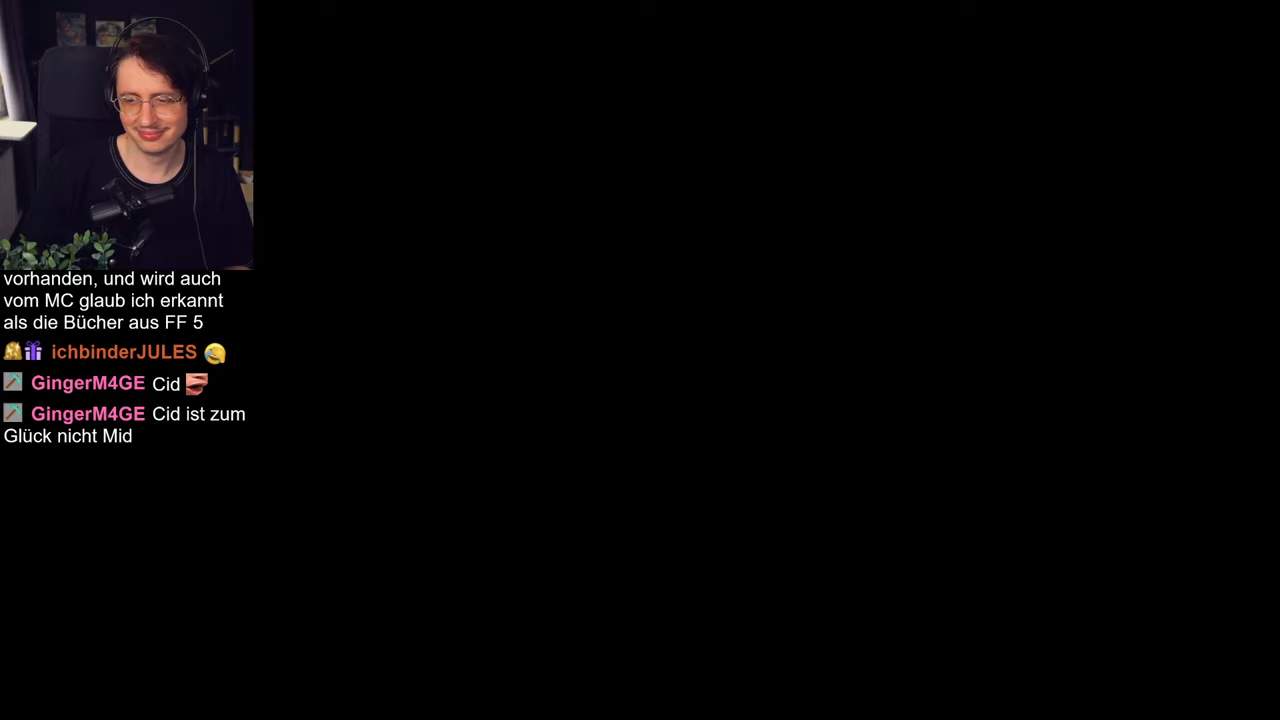 vorhanden, und wird auch
vom MC glaub ich erkannt
als die Bücher aus FF 5
ichbinderJULES
GingerM4GE Cid
GingerM4GE Cid ist zum
Glück nicht Mid